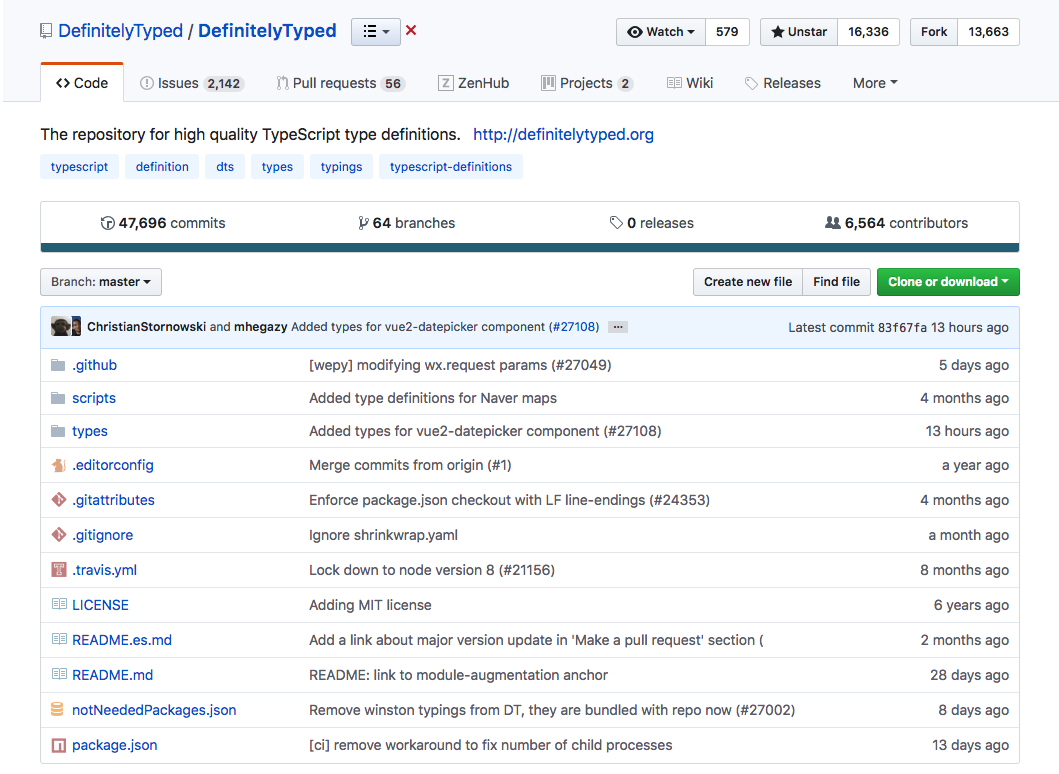 DefinitelyTyped / DefinitelyTyped Watch 579 Unstar 16,336 Fork 13,663
Code Issues 2,142 Pull requests 56 Z ZenHub Projects 2 Wiki Releases More
The repository for high quality TypeScript type definitions. http://definitelytyped.org
typescript definition dts types typings typescript-definitions
47,696 commits 64 branches 0 releases 6,564 contributors
Branch: master Create new file Find file Clone or download
ChristianStornowski and mhegazy Added types for vue2-datepicker component (#27108) ... Latest commit 83f67fa 13 hours ago
.github [wepy] modifying wx.request params (#27049) 5 days ago
scripts Added type definitions for Naver maps 4 months ago
types Added types for vue2-datepicker component (#27108) 13 hours ago
.editorconfig Merge commits from origin (#1) a year ago
.gitattributes Enforce package.json checkout with LF line-endings (#24353) 4 months ago
.gitignore Ignore shrinkwrap.yaml a month ago
.travis.yml Lock down to node version 8 (#21156) 8 months ago
LICENSE Adding MIT license 6 years ago
README.es.md Add a link about major version update in 'Make a pull request' section ( 2 months ago
README.md README: link to module-augmentation anchor 28 days ago
notNeededPackages.json Remove winston typings from DT, they are bundled with repo now (#27002) 8 days ago
package.json [ci] remove workaround to fix number of child processes 13 days ago